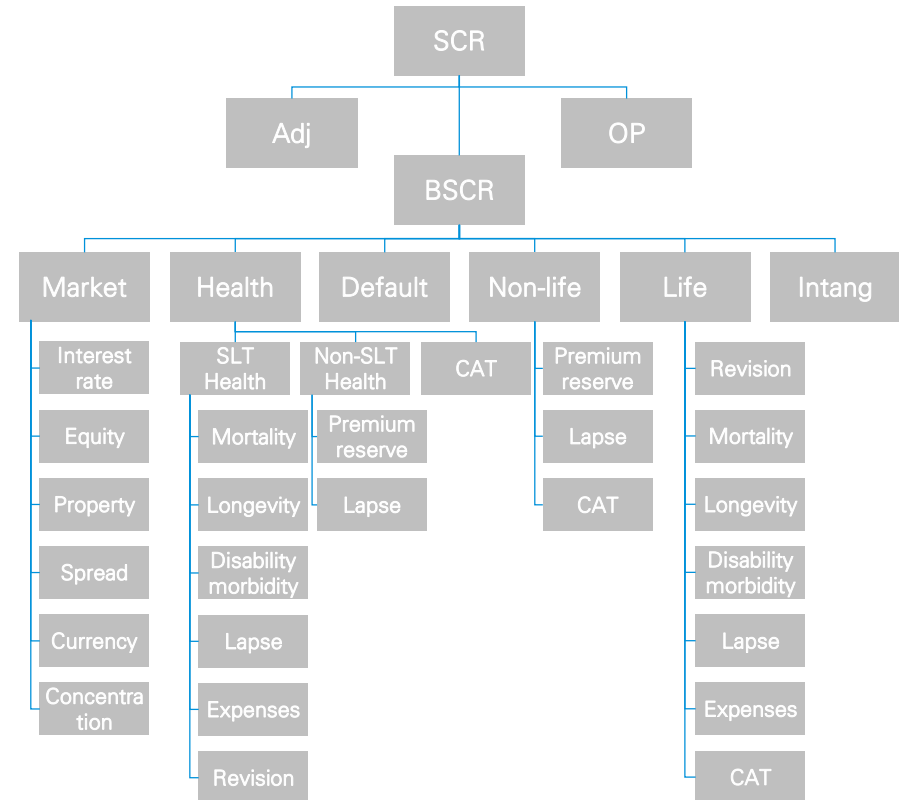 SCR
Adj
OP
BSCR
Market
Health
Default
Non-life
Life
Intang
Interest
rate
Equity
Property
Spread
Currency
Concentra
tion
SLT
Health
Mortality
Longevity
Disability
morbidity
Lapse
Expenses
Revision
Non-SLT
Health
Premium
reserve
Lapse
CAT
Premium
reserve
Lapse
CAT
Revision
Mortality
Longevity
Disability
morbidity
Lapse
Expenses
CAT